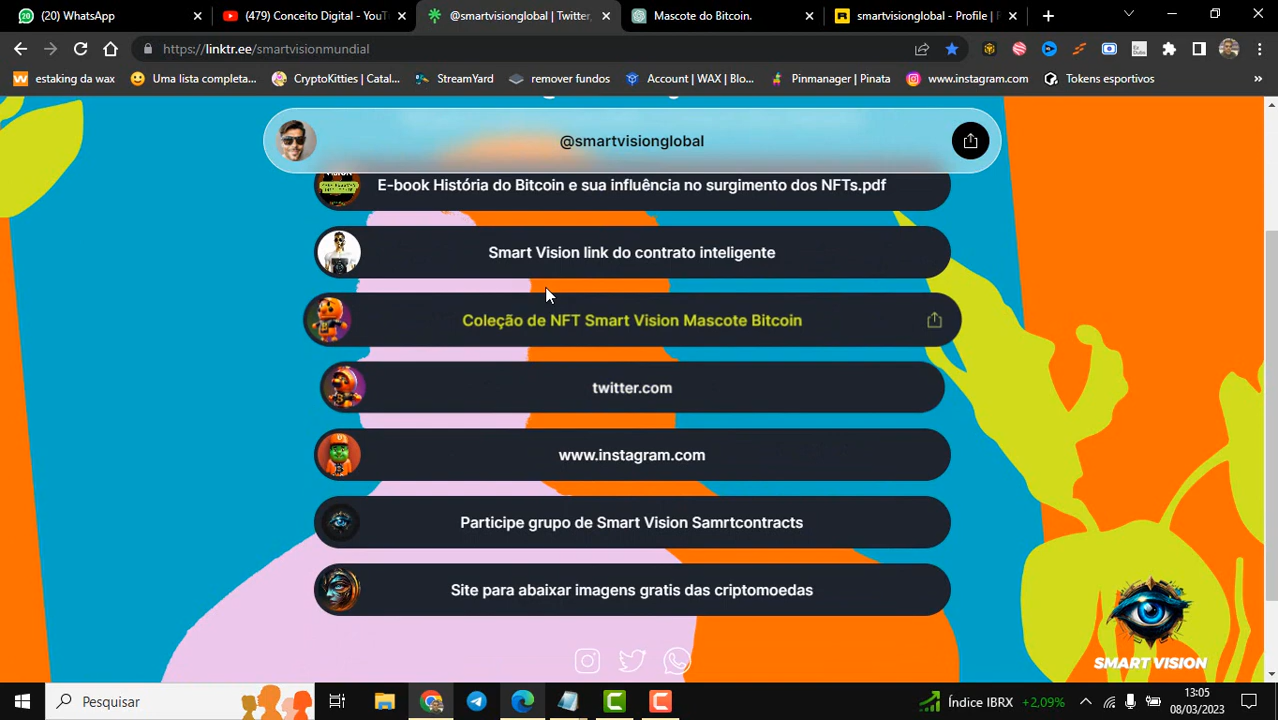 (20) WhatsApp
(479) Conceito Digital - YouT
@smartvisionglobal | Twitter,
Mascote do Bitcoin.
smartvisionglobal - Profile | R
https://linktr.ee/smartvisionmundial
estaking da wax
Uma lista completa...
CryptoKitties | Catal...
StreamYard
remover fundos
Account | WAX | Blo...
Pinmanager | Pinata
www.instagram.com
Tokens esportivos
@smartvisionglobal
E-book História do Bitcoin e sua influência no surgimento dos NFTs.pdf
Smart Vision link do contrato inteligente
Coleção de NFT Smart Vision Mascote Bitcoin
twitter.com
www.instagram.com
Participe grupo de Smart Vision Samrtcontracts
Site para abaixar imagens gratis das criptomoedas
SMART VISION
Pesquisar
Índice IBRX +2,09%
13:05
08/03/2023